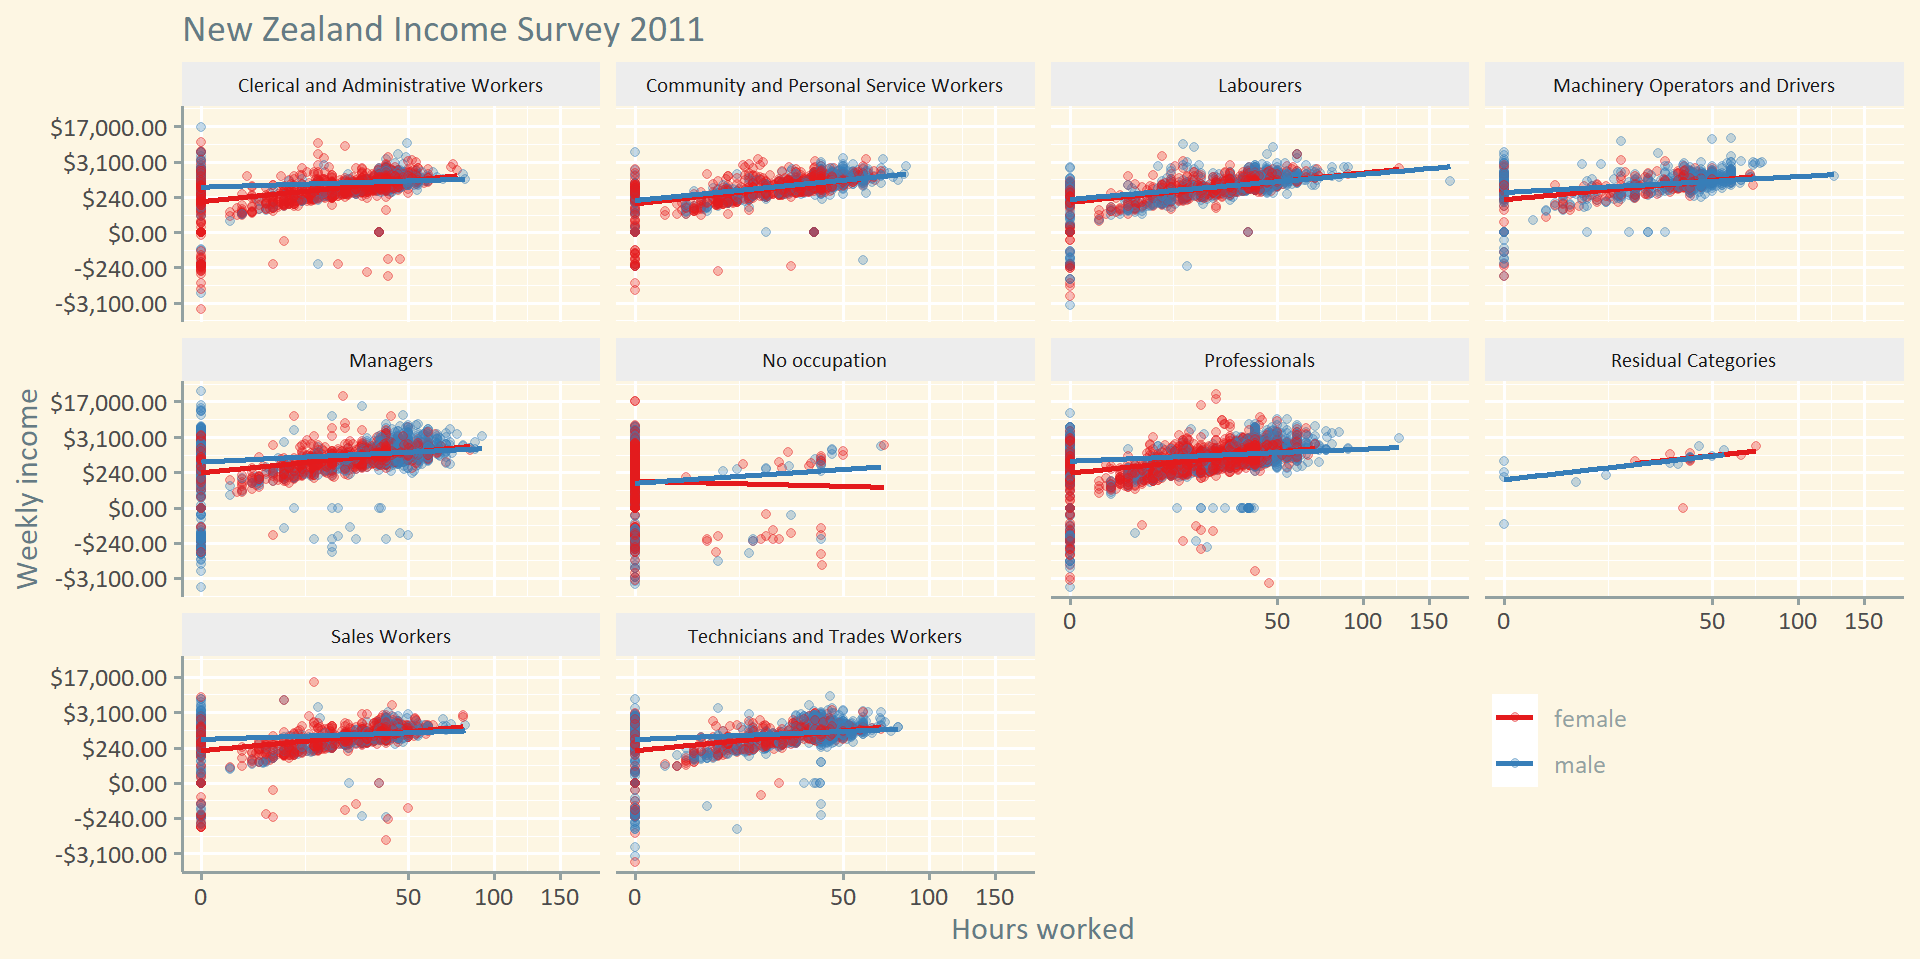 New Zealand Income Survey 2011
Clerical and Administrative Workers
Community and Personal Service Workers
Labourers
Machinery Operators and Drivers
$17,000.00
$3,100.00
$240.00
$0.00
-$240.00
-$3,100.00
Managers
No occupation
Professionals
Residual Categories
$17,000.00
$3,100.00
$240.00
$0.00
-$240.00
-$3,100.00
Weekly income
0 50 100 150
0 50 100 150
Sales Workers
Technicians and Trades Workers
$17,000.00
$3,100.00
$240.00
$0.00
-$240.00
-$3,100.00
female
male
0 50 100 150
0 50 100 150
Hours worked